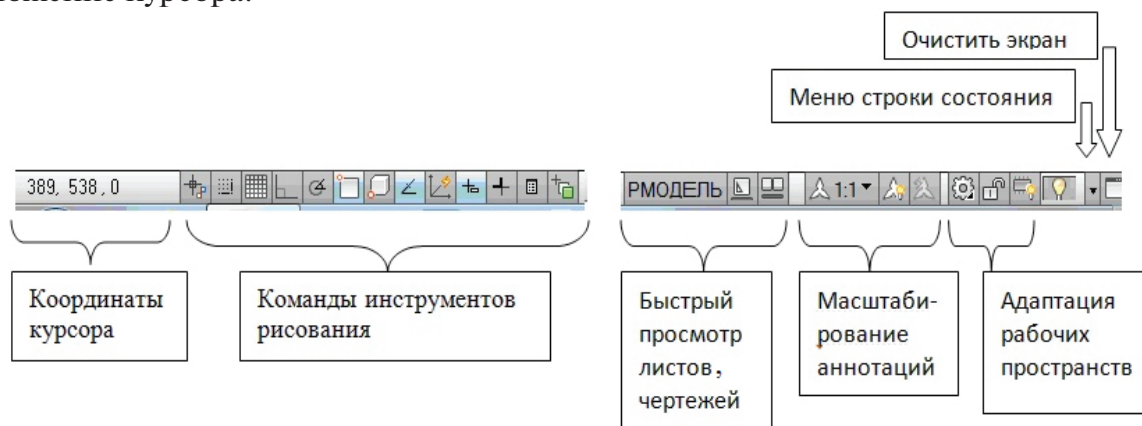 курсора.
Очистить экран
Меню строки состояния
389, 538, 0
РМОДЕЛЬ
1:1
Координаты
курсора
Команды инструментов
рисования
Быстрый
просмотр
листов,
чертежей
Масштаби-
рование
аннотаций
Адаптация
рабочих
пространств